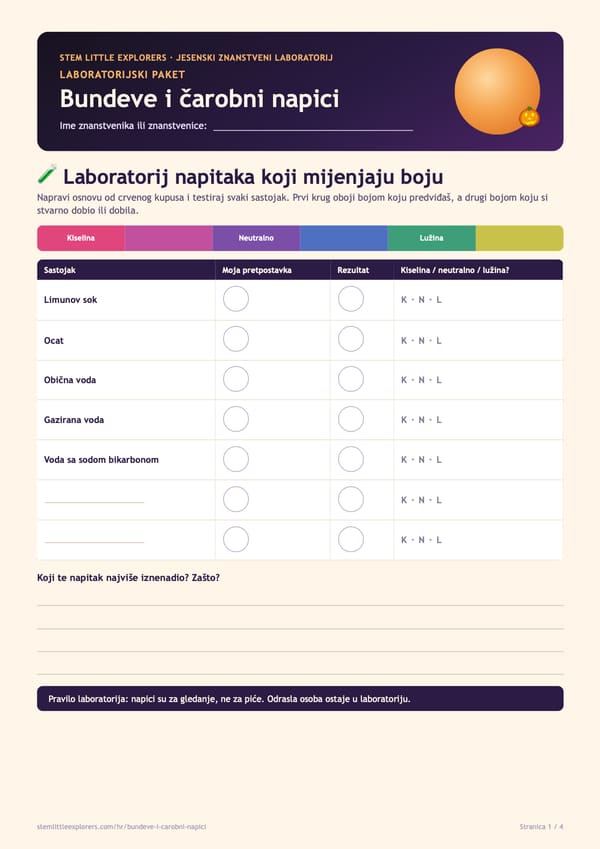 STEM LITTLE EXPLORERS · JESENSKI ZNANSTVENI LABORATORIJ
LABORATORIJSKI PAKET
Bundeve i čarobni napici
Ime znanstvenika ili znanstvenice:
Laboratorij napitaka koji mijenjaju boju
Napravi osnovu od crvenog kupusa i testiraj svaki sastojak. Prvi krug oboji bojom koju predviđaš, a drugi bojom koju si
stvarno dobio ili dobila.
Kiselina Neutralno Lužina
Sastojak Moja pretpostavka Rezultat Kiselina / neutralno / lužina?
Limunov sok K · N · L
Ocat K · N · L
Obična voda K · N · L
Gazirana voda K · N · L
Voda sa sodom bikarbonom K · N · L
K · N · L
K · N · L
Koji te napitak najviše iznenadio? Zašto?
Pravilo laboratorija: napici su za gledanje, ne za piće. Odrasla osoba ostaje u laboratoriju.
stemlittleexplorers.com/hr/bundeve-i-carobni-napici Stranica 1 / 4